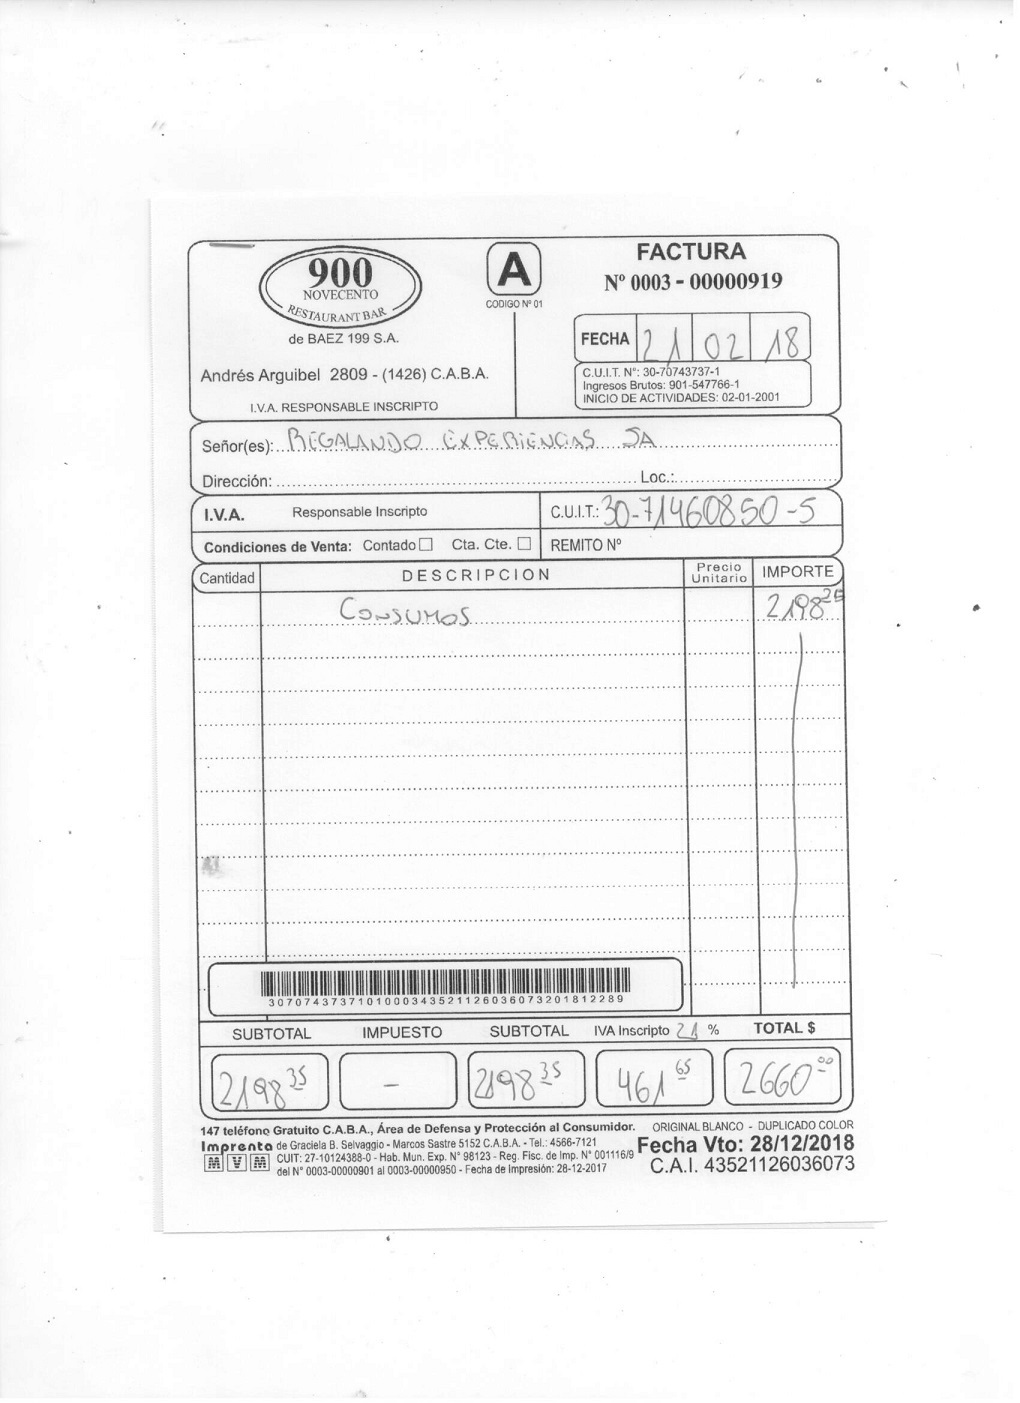 900
NOVECENTO
RESTAURANT BAR
de BAEZ 199 S.A.
Andrés Arguibel 2809 - (1426) C.A.B.A.
I.V.A. RESPONSABLE INSCRIPTO
A
CODIGO Nº 01
FACTURA
Nº 0003 - 00000919
FECHA 21 02 18
C.U.I.T. N°: 30-70743737-1
Ingresos Brutos: 901-547766-1
INICIO DE ACTIVIDADES: 02-01-2001
Señor(es): REGALANDO EXPERIENCIAS SA
Dirección: Loc.:
I.V.A. Responsable Inscripto C.U.I.T.: 30-71460850-5
Condiciones de Venta: Contado Cta. Cte. REMITO Nº
Cantidad DESCRIPCION Precio Unitario IMPORTE
CONSUMOS 2198
3070743737101000343521126036073201812289
SUBTOTAL IMPUESTO SUBTOTAL IVA Inscripto 21 % TOTAL $
2198 35 - 2198 35 461 65 2660 00
147 teléfono Gratuito C.A.B.A., Área de Defensa y Protección al Consumidor. ORIGINAL BLANCO - DUPLICADO COLOR
Imprenta de Graciela B. Selvaggio - Marcos Sastre 5152 C.A.B.A. - Tel.: 4566-7121
MVM CUIT: 27-10124388-0 - Hab. Mun. Exp. N° 98123 - Reg. Fisc. de Imp. N° 001116/9
del N° 0003-00000901 al 0003-00000950 - Fecha de Impresión: 28-12-2017
Fecha Vto: 28/12/2018
C.A.I. 43521126036073